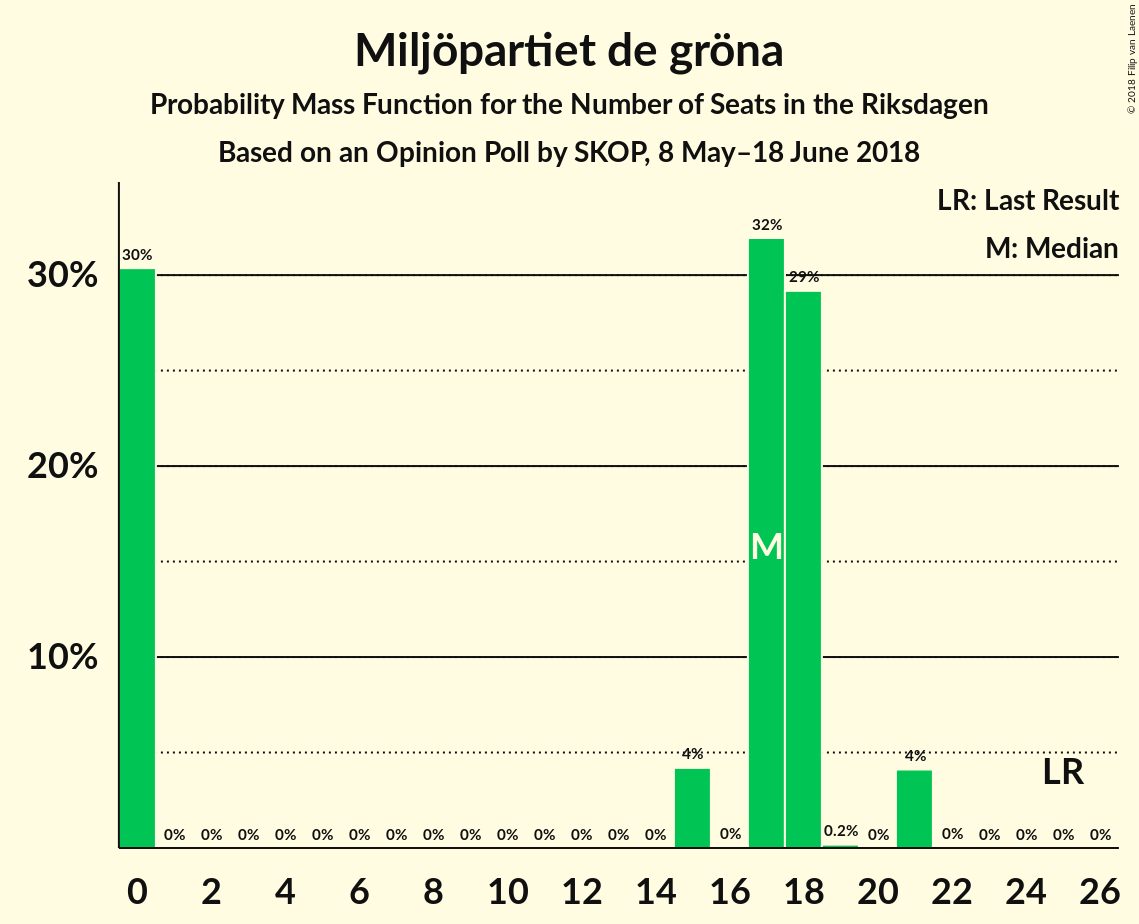 Miljöpartiet de gröna
Probability Mass Function for the Number of Seats in the Riksdagen
Based on an Opinion Poll by SKOP, 8 May–18 June 2018
© 2018 Filip van Laenen
LR: Last Result
M: Median
30%
20%
10%
30% 0% 0% 0% 0% 0% 0% 0% 0% 0% 0% 0% 0% 0% 0% 4% 0% 32% 29% 0.2% 0% 4% 0% 0% 0% 0% 0%
M
LR
0 2 4 6 8 10 12 14 16 18 20 22 24 26